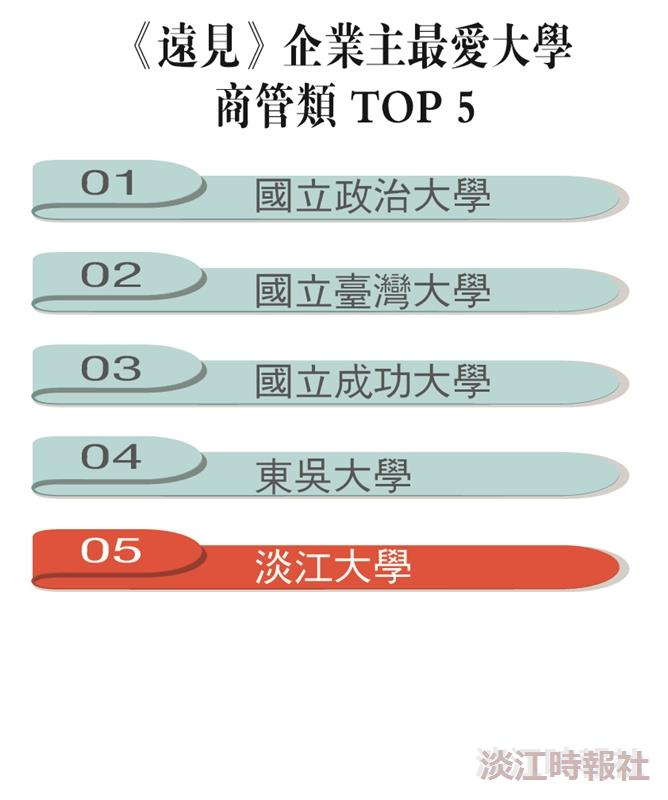 《遠見》企業主最愛大學
商管類 TOP 5
01 國立政治大學
02 國立臺灣大學
03 國立成功大學
04 東吳大學
05 淡江大學
淡江時報社